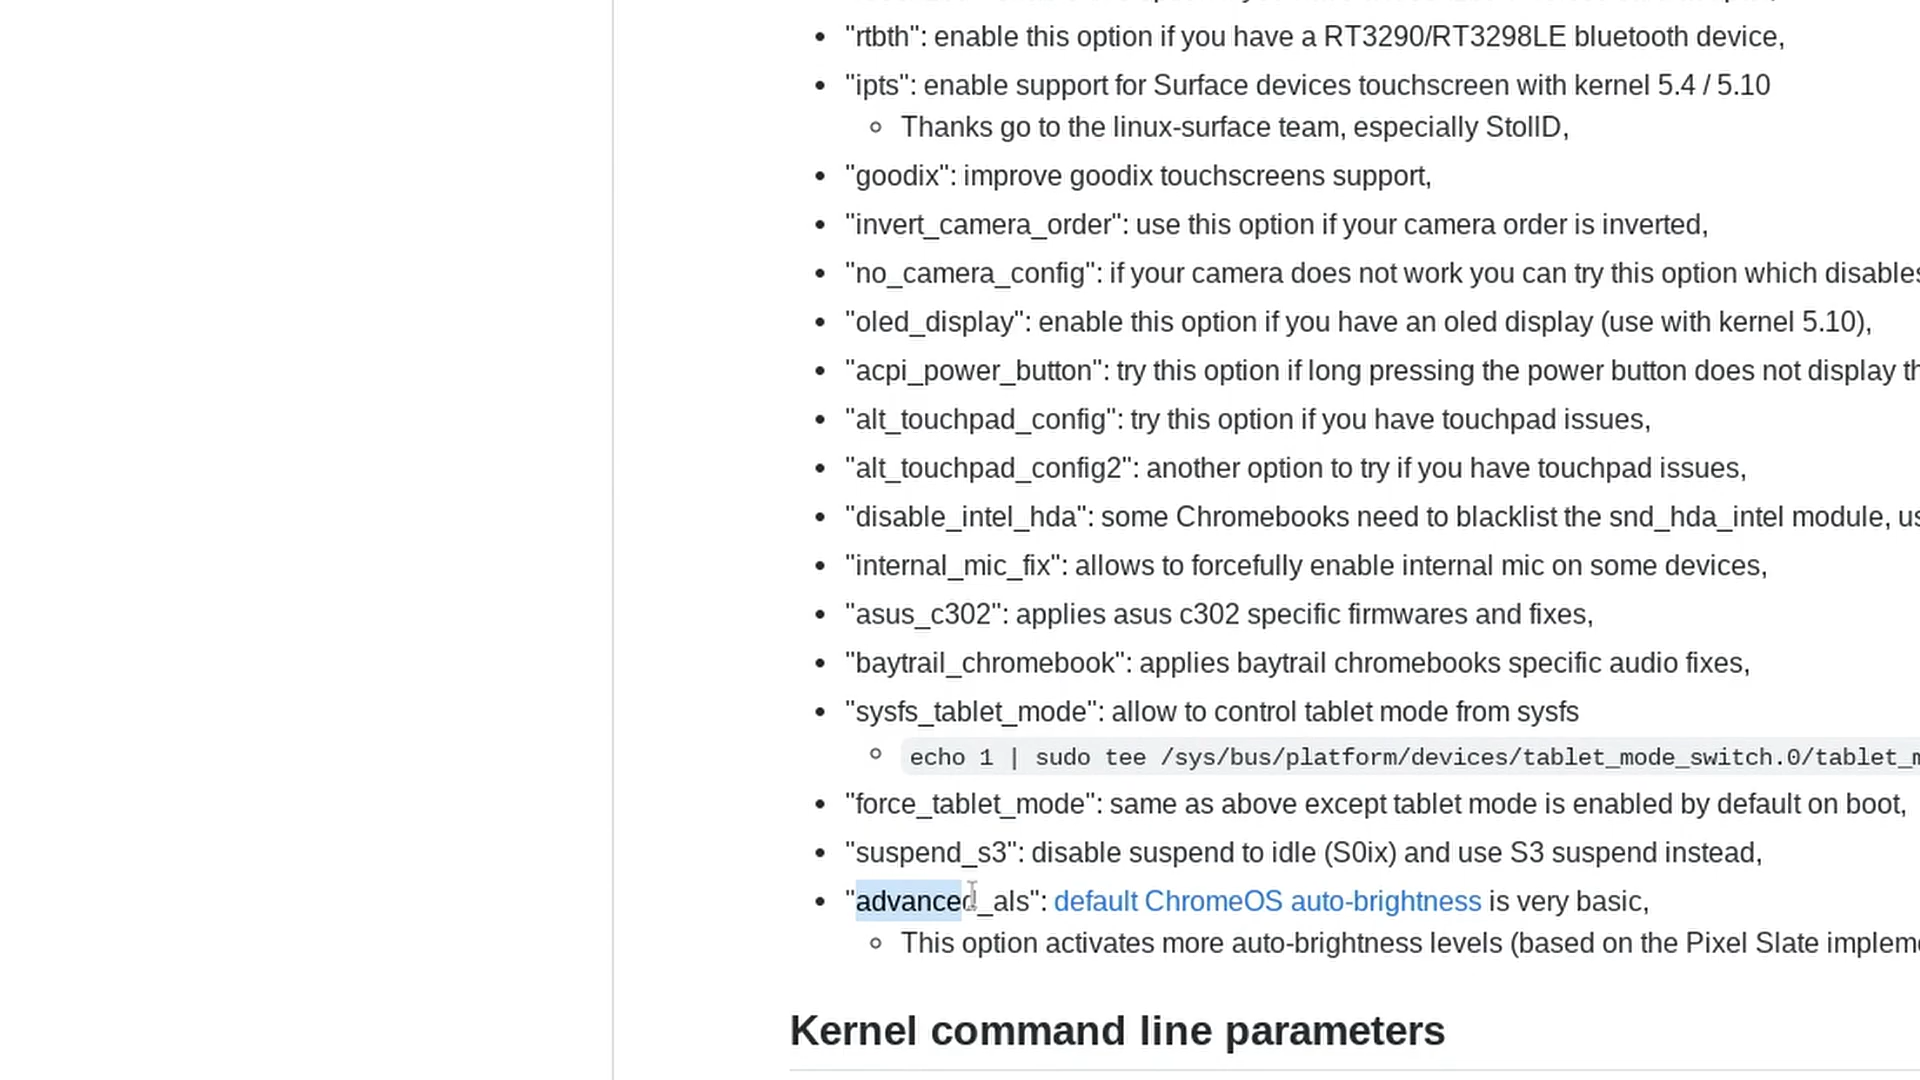 "rtbth": enable this option if you have a RT3290/RT3298LE bluetooth device,
"ipts": enable support for Surface devices touchscreen with kernel 5.4 / 5.10
Thanks go to the linux-surface team, especially StollD,
"goodix": improve goodix touchscreens support,
"invert_camera_order": use this option if your camera order is inverted,
"no_camera_config": if your camera does not work you can try this option which disables
"oled_display": enable this option if you have an oled display (use with kernel 5.10),
"acpi_power_button": try this option if long pressing the power button does not display th
"alt_touchpad_config": try this option if you have touchpad issues,
"alt_touchpad_config2": another option to try if you have touchpad issues,
"disable_intel_hda": some Chromebooks need to blacklist the snd_hda_intel module, us
"internal_mic_fix": allows to forcefully enable internal mic on some devices,
"asus_c302": applies asus c302 specific firmwares and fixes,
"baytrail_chromebook": applies baytrail chromebooks specific audio fixes,
"sysfs_tablet_mode": allow to control tablet mode from sysfs
echo 1 | sudo tee /sys/bus/platform/devices/tablet_mode_switch.0/tablet_m
"force_tablet_mode": same as above except tablet mode is enabled by default on boot,
"suspend_s3": disable suspend to idle (S0ix) and use S3 suspend instead,
"advanced_als": default ChromeOS auto-brightness is very basic,
This option activates more auto-brightness levels (based on the Pixel Slate impleme
Kernel command line parameters